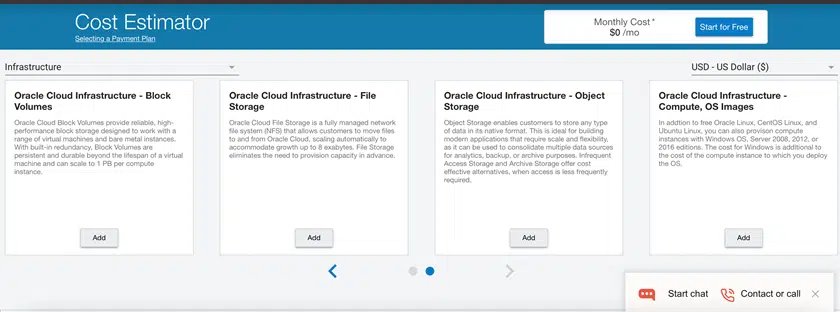 Cost Estimator
Selecting a Payment Plan
Monthly Cost *
$0 /mo
Start for Free
Infrastructure
USD - US Dollar ($)
Oracle Cloud Infrastructure - Block
Volumes
Oracle Cloud Block Volumes provide reliable, high-
performance block storage designed to work with a
range of virtual machines and bare metal instances.
With built-in redundancy, Block Volumes are
persistent and durable beyond the lifespan of a virtual
machine and can scale to 1 PB per compute
instance.
Add
Oracle Cloud Infrastructure - File
Storage
Oracle Cloud File Storage is a fully managed network
file system (NFS) that allows customers to move files
to and from Oracle Cloud, scaling automatically to
accommodate growth up to 8 exabytes. File Storage
eliminates the need to provision capacity in advance.
Add
Oracle Cloud Infrastructure - Object
Storage
Object Storage enables customers to store any type
of data in its native format. This is ideal for building
modern applications that require scale and flexibility,
as it can be used to consolidate multiple data sources
for analytics, backup, or archive purposes. Infrequent
Access Storage and Archive Storage offer cost
effective alternatives, when access is less frequently
required.
Add
Oracle Cloud Infrastructure -
Compute, OS Images
In addtion to free Oracle Linux, CentOS Linux, and
Ubuntu Linux, you can also provison compute
instances with Windows OS, Server 2008, 2012, or
2016 editions. The cost for Windows is additional to
the cost of the compute instance to which you deploy
the OS.
Add
Start chat
Contact or call